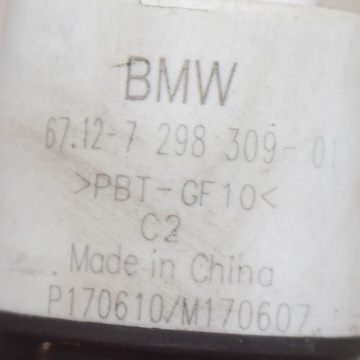 BMW
67.12-7 298 309-01
>PBT-GF10<
C2
Made in China
P170610/M170607